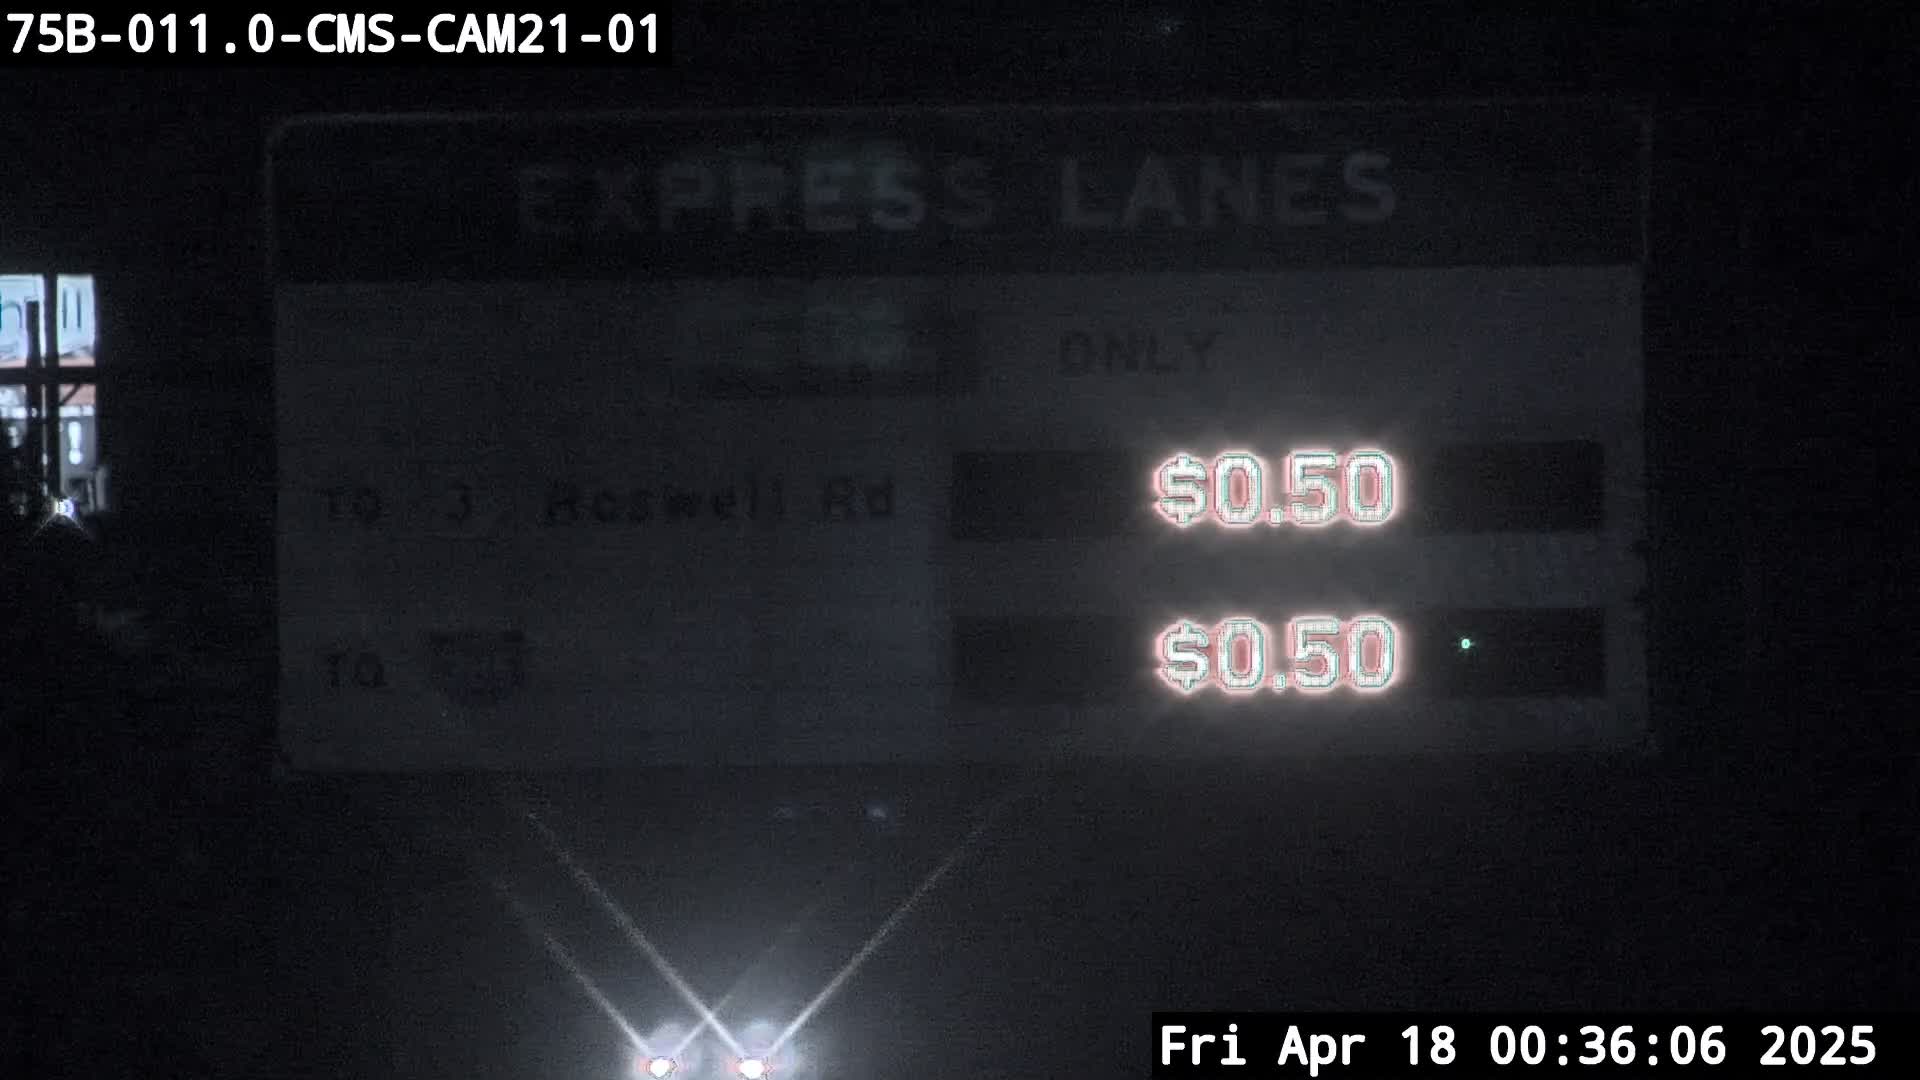 75B-011.0-CMS-CAM21-01
EXPRESS LANES
ONLY
TO 3 Roswell Rd $0.50
TO $0.50
Fri Apr 18 00:36:06 2025